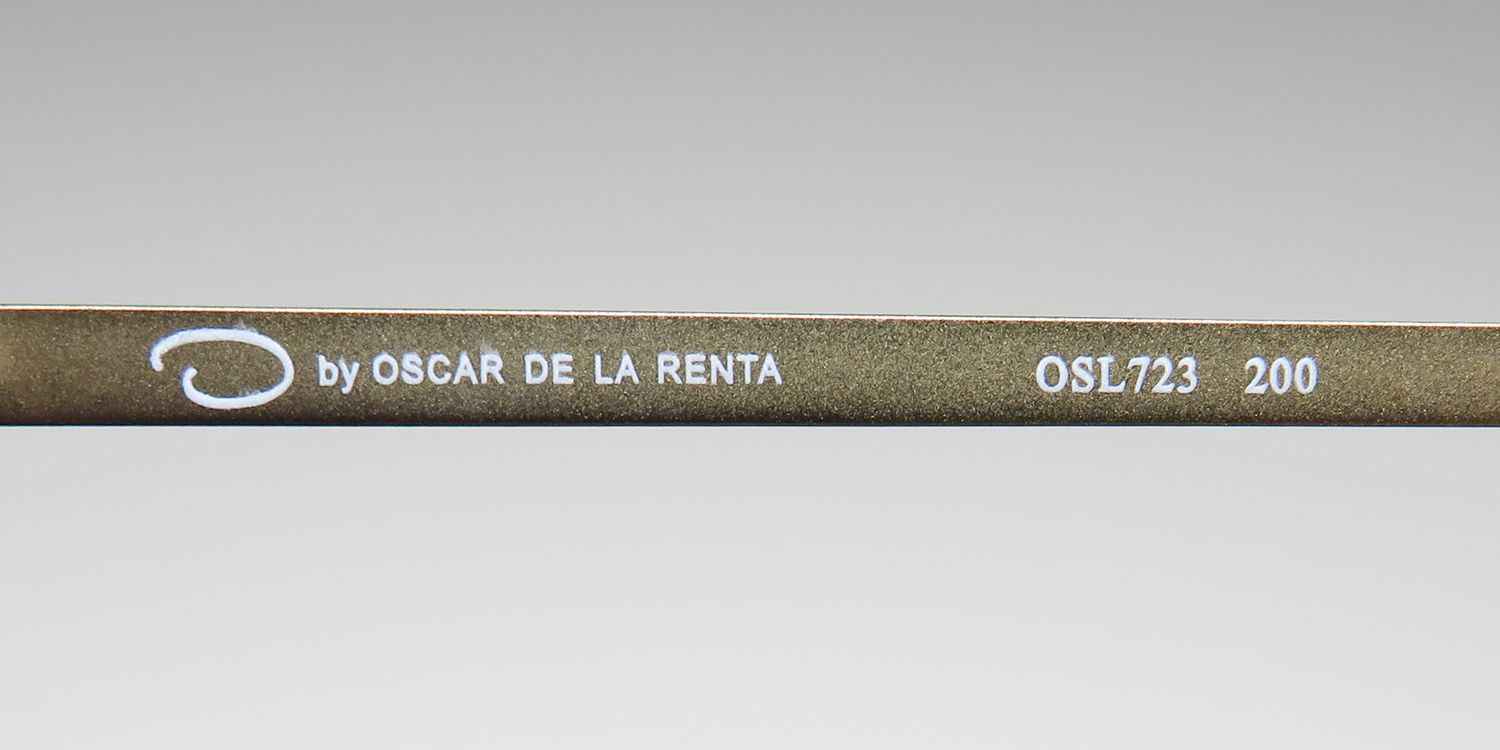 O by OSCAR DE LA RENTA OSL723 200